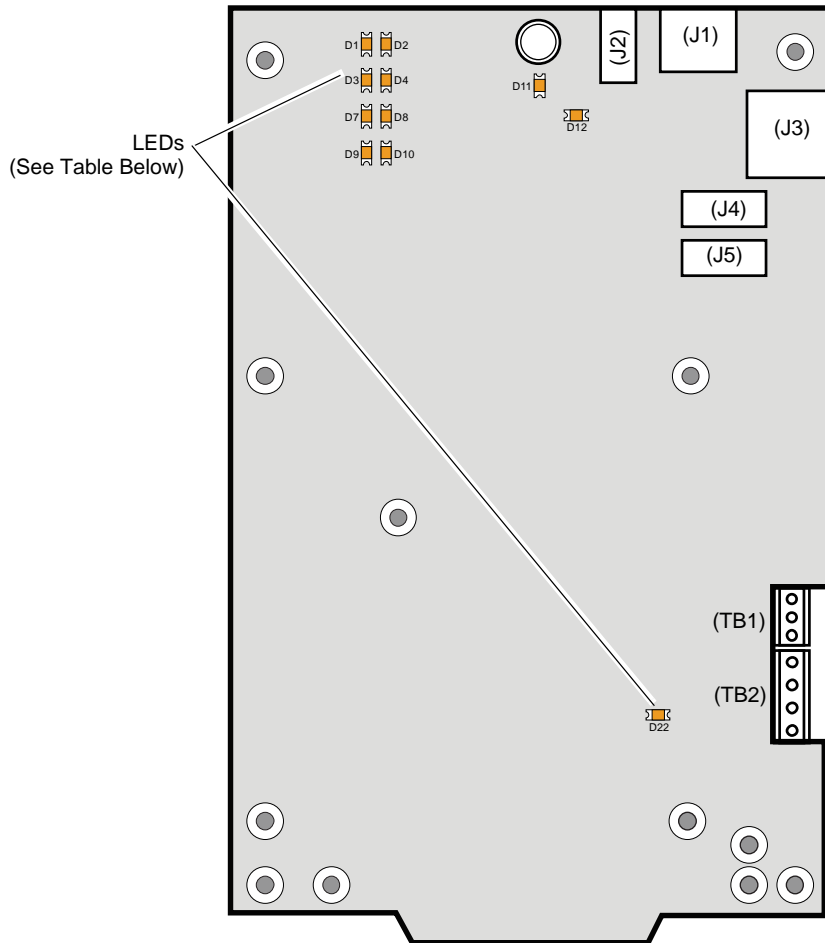 D1 D2
(J2)
(J1)
D3 D4
D11
D7 D8
D12
(J3)
LEDs
(See Table Below)
D9 D10
(J4)
(J5)
(TB1)
(TB2)
D22